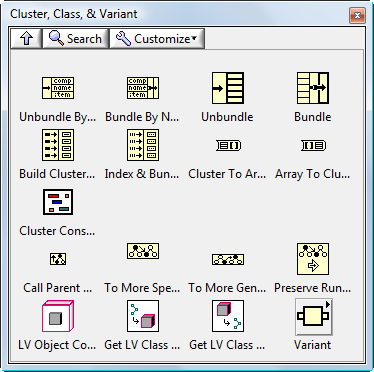 Cluster, Class, & Variant
Search Customize
comp name item comp name item
Unbundle By... Bundle By N... Unbundle Bundle
Build Cluster... Index & Bun... Cluster To Ar... Array To Clu...
Cluster Cons...
Call Parent ... To More Spe... To More Gen... Preserve Run...
LV Object Co... Get LV Class ... Get LV Class ... Variant